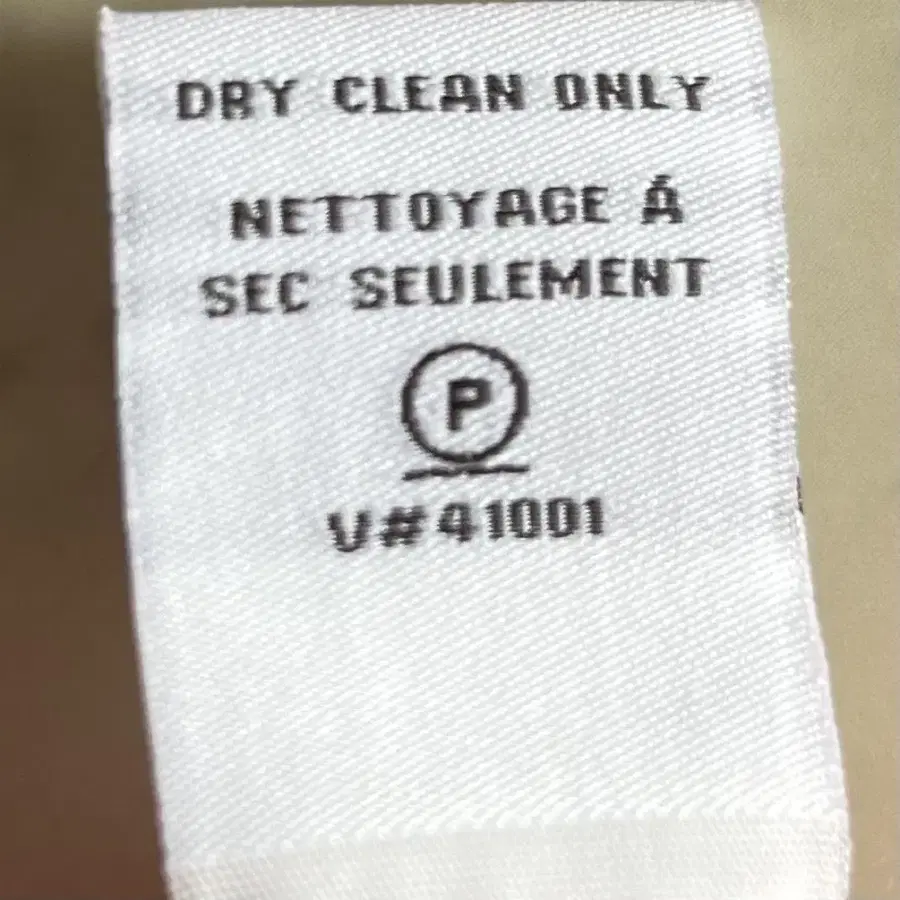 DRY CLEAN ONLY
NETTOYAGE Á
SEC SEULEMENT
P
V#41001